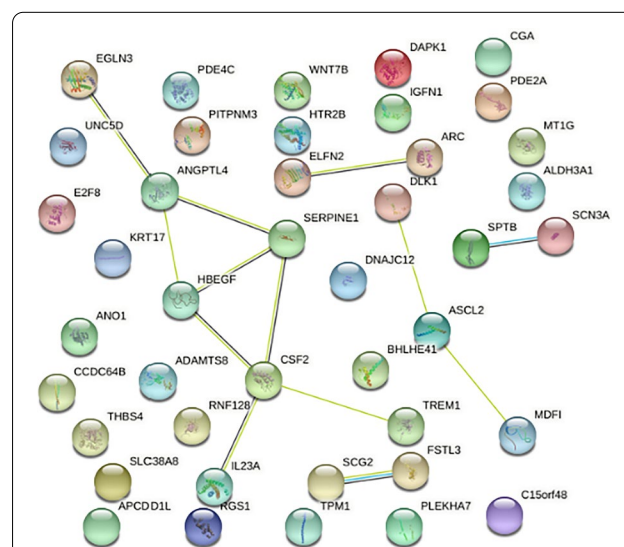 EGLN3
PDE4C
WNT7B
DAPK1
CGA
IGFN1
PDE2A
UNC5D
PITPNM3
HTR2B
ARC
MT1G
ANGPTL4
ELFN2
DLK1
ALDH3A1
E2F8
SERPINE1
SPTB
SCN3A
KRT17
HBEGF
DNAJC12
ASCL2
ANO1
ADAMTS8
CSF2
BHLHE41
CCDC64B
RNF128
TREM1
MDFI
THBS4
SLC38A8
IL23A
SCG2
FSTL3
APCDD1L
RGS1
TPM1
PLEKHA7
C15orf48